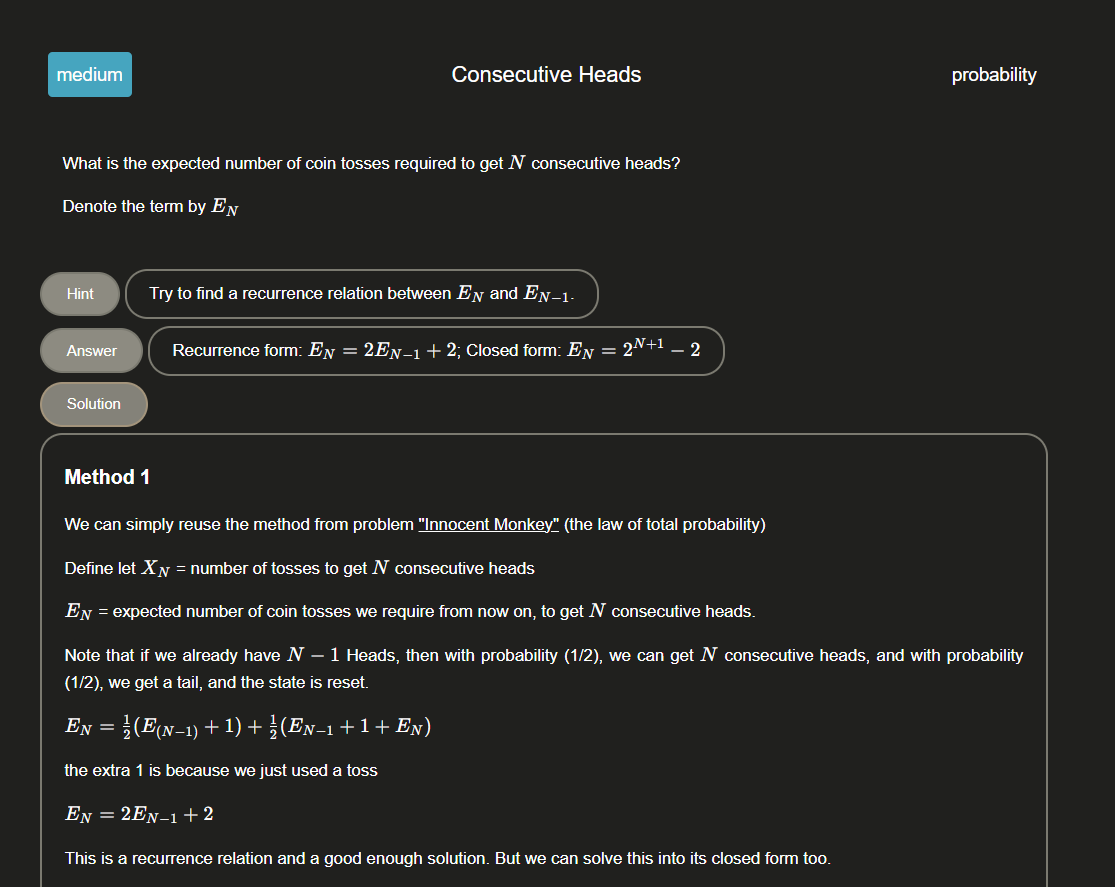 medium
Consecutive Heads
probability
What is the expected number of coin tosses required to get N consecutive heads?
Denote the term by E_N
Hint
Try to find a recurrence relation between E_N and E_{N−1}.
Answer
Recurrence form: E_N = 2E_{N−1} + 2; Closed form: E_N = 2^{N+1} − 2
Solution
Method 1
We can simply reuse the method from problem "Innocent Monkey" (the law of total probability)
Define let X_N = number of tosses to get N consecutive heads
E_N = expected number of coin tosses we require from now on, to get N consecutive heads.
Note that if we already have N − 1 Heads, then with probability (1/2), we can get N consecutive heads, and with probability
(1/2), we get a tail, and the state is reset.
E_N = \frac{1}{2}(E_{(N−1)} + 1) + \frac{1}{2}(E_{N−1} + 1 + E_N)
the extra 1 is because we just used a toss
E_N = 2E_{N−1} + 2
This is a recurrence relation and a good enough solution. But we can solve this into its closed form too.